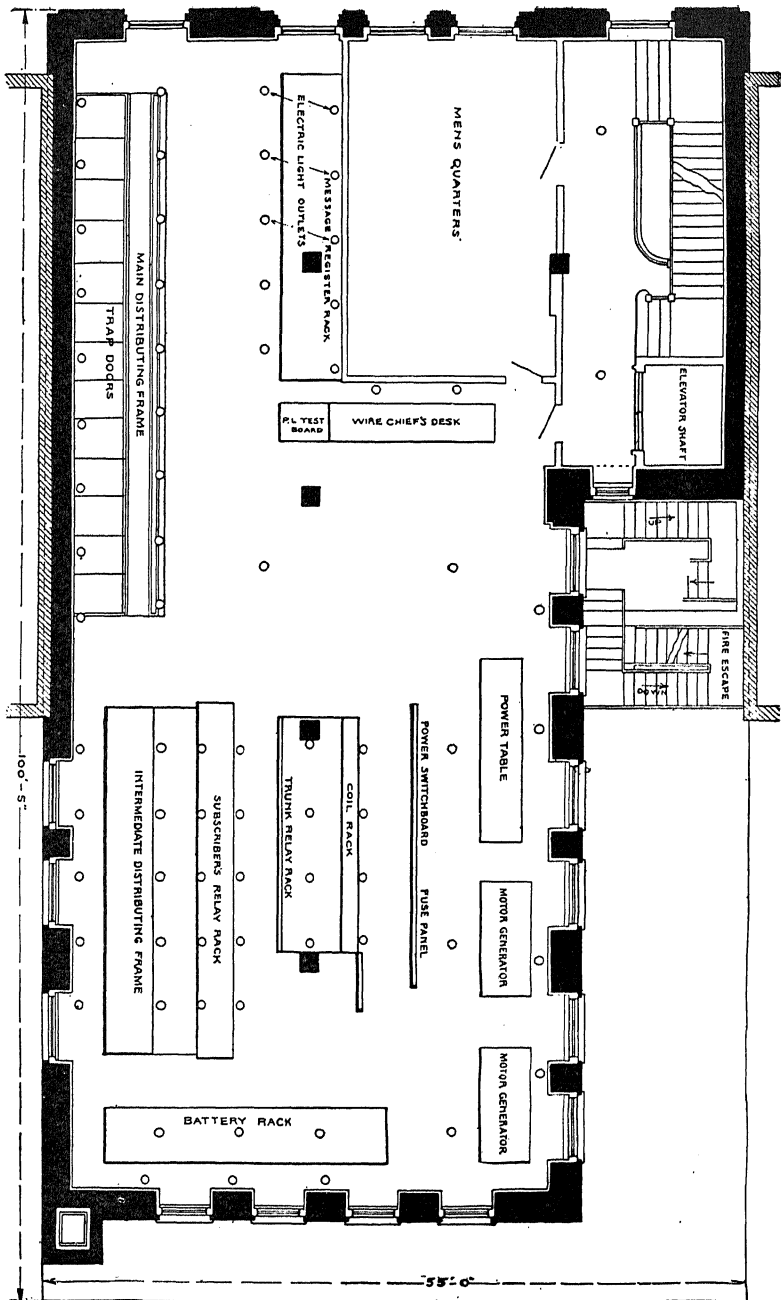 MENS QUARTERS
ELECTRIC LIGHT OUTLETS
MESSAGE REGISTER RACK
MAIN DISTRIBUTING FRAME
TRAP DOORS
ELEVATOR SHAFT
P.L TEST
BOARD
WIRE CHIEF'S DESK
UP
FIRE ESCAPE
DOWN
POWER TABLE
POWER SWITCHBOARD
FUSE PANEL
COIL RACK
TRUNK RELAY RACK
SUBSCRIBER'S RELAY RACK
INTERMEDIATE DISTRIBUTING FRAME
MOTOR GENERATOR
MOTOR GENERATOR
BATTERY RACK
100'-5"
55'-0"